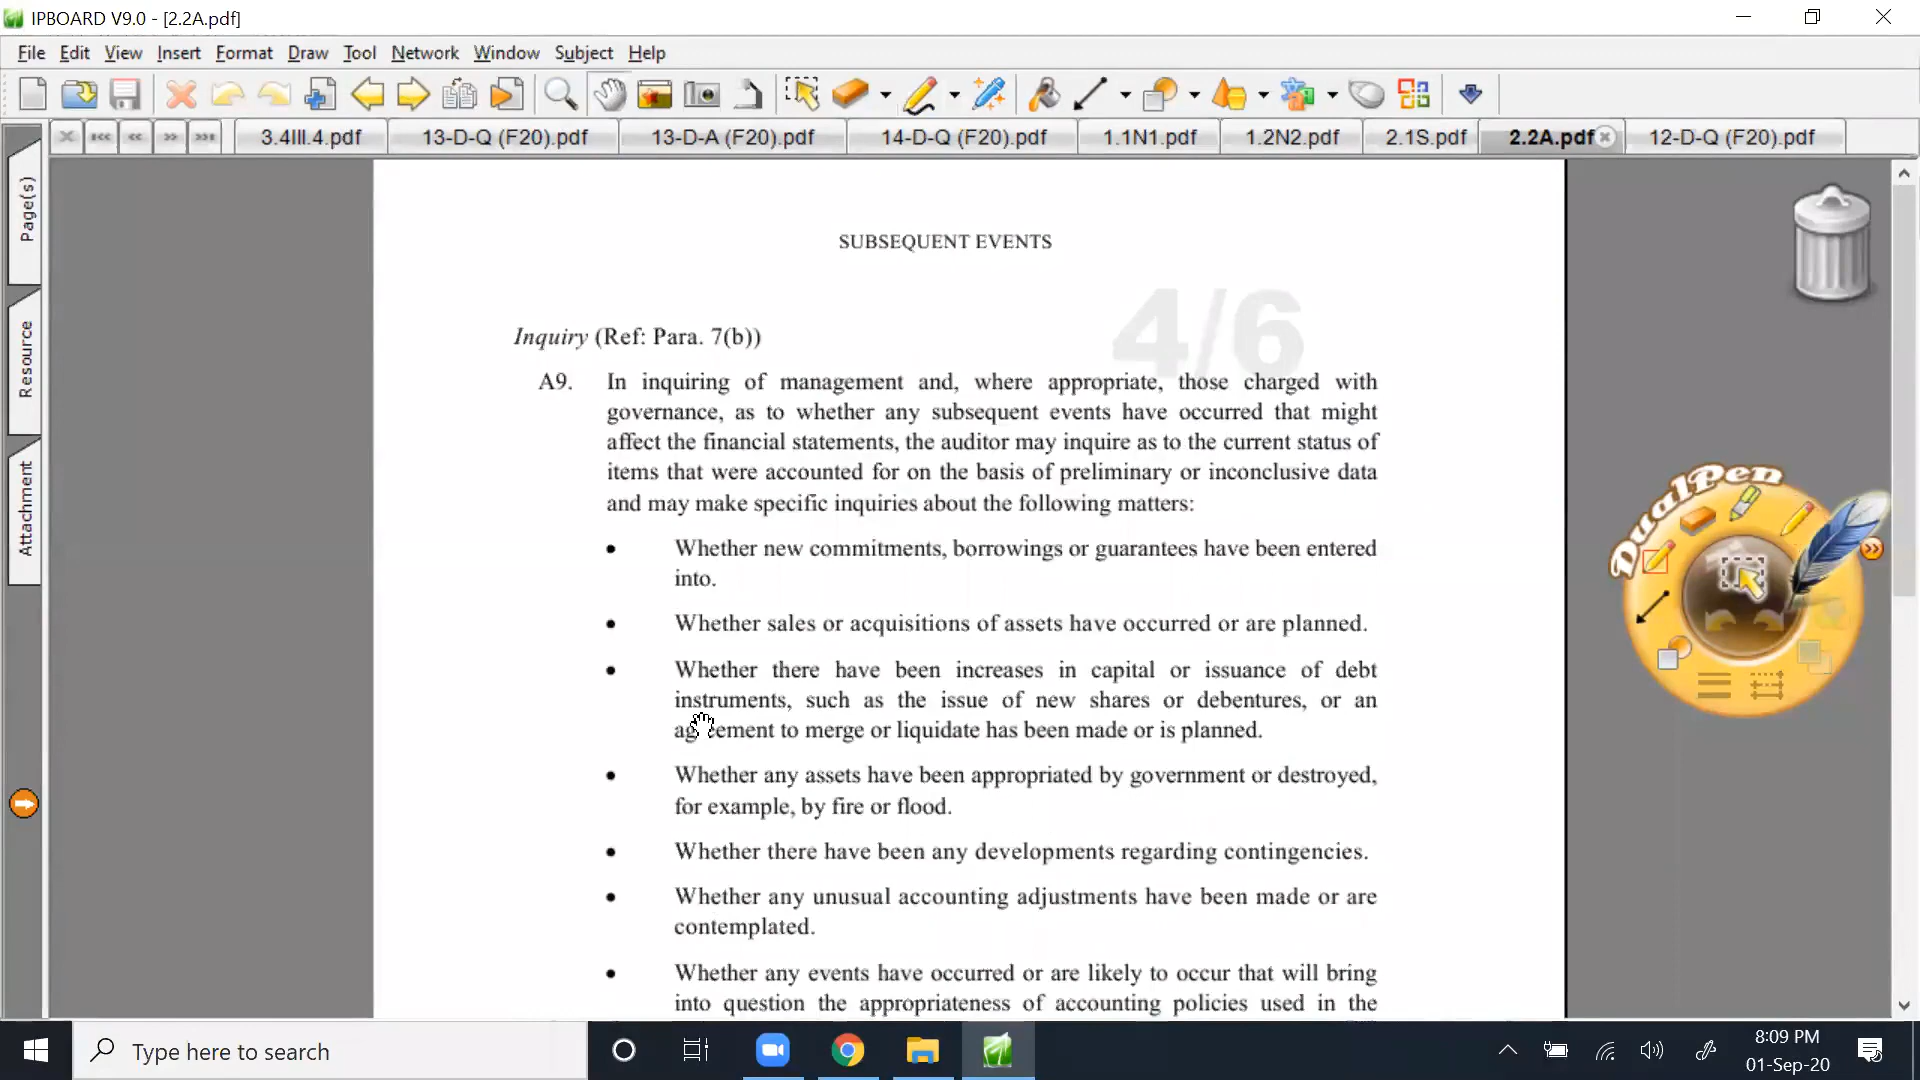 IPBOARD V9.0 - [2.2A.pdf]
File Edit View Insert Format Draw Tool Network Window Subject Help
3.4III.4.pdf 13-D-Q (F20).pdf 13-D-A (F20).pdf 14-D-Q (F20).pdf 1.1N1.pdf 1.2N2.pdf 2.1S.pdf 2.2A.pdf 12-D-Q (F20).pdf
Page(s)
Resource
Attachment
SUBSEQUENT EVENTS
4/6
Inquiry (Ref: Para. 7(b))
A9. In inquiring of management and, where appropriate, those charged with
governance, as to whether any subsequent events have occurred that might
affect the financial statements, the auditor may inquire as to the current status of
items that were accounted for on the basis of preliminary or inconclusive data
and may make specific inquiries about the following matters:
• Whether new commitments, borrowings or guarantees have been entered
into.
• Whether sales or acquisitions of assets have occurred or are planned.
• Whether there have been increases in capital or issuance of debt
instruments, such as the issue of new shares or debentures, or an
agreement to merge or liquidate has been made or is planned.
• Whether any assets have been appropriated by government or destroyed,
for example, by fire or flood.
• Whether there have been any developments regarding contingencies.
• Whether any unusual accounting adjustments have been made or are
contemplated.
• Whether any events have occurred or are likely to occur that will bring
into question the appropriateness of accounting policies used in the
DualPen
Type here to search
8:09 PM
01-Sep-20